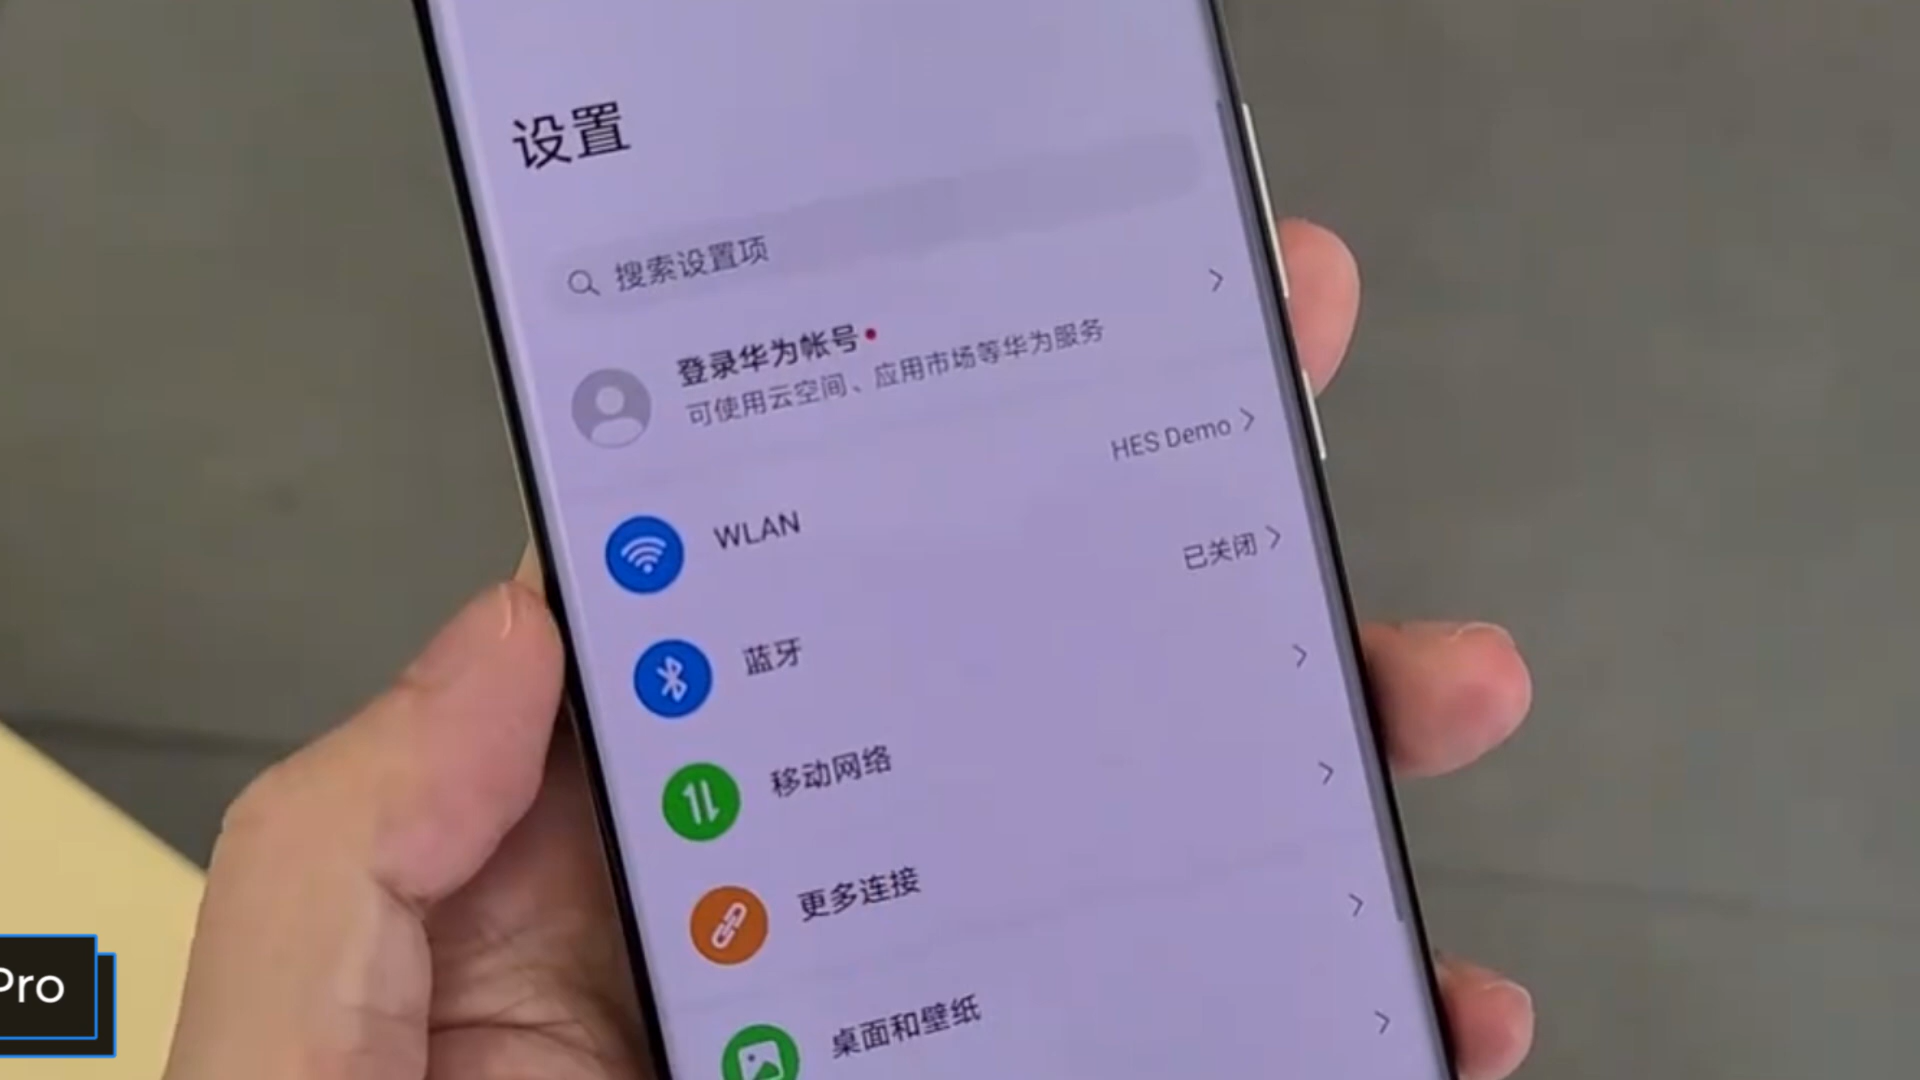 设置
搜索设置项
登录华为帐号
可使用云空间、应用市场等华为服务
WLAN
HES Demo
蓝牙
已关闭
移动网络
更多连接
桌面和壁纸
Pro